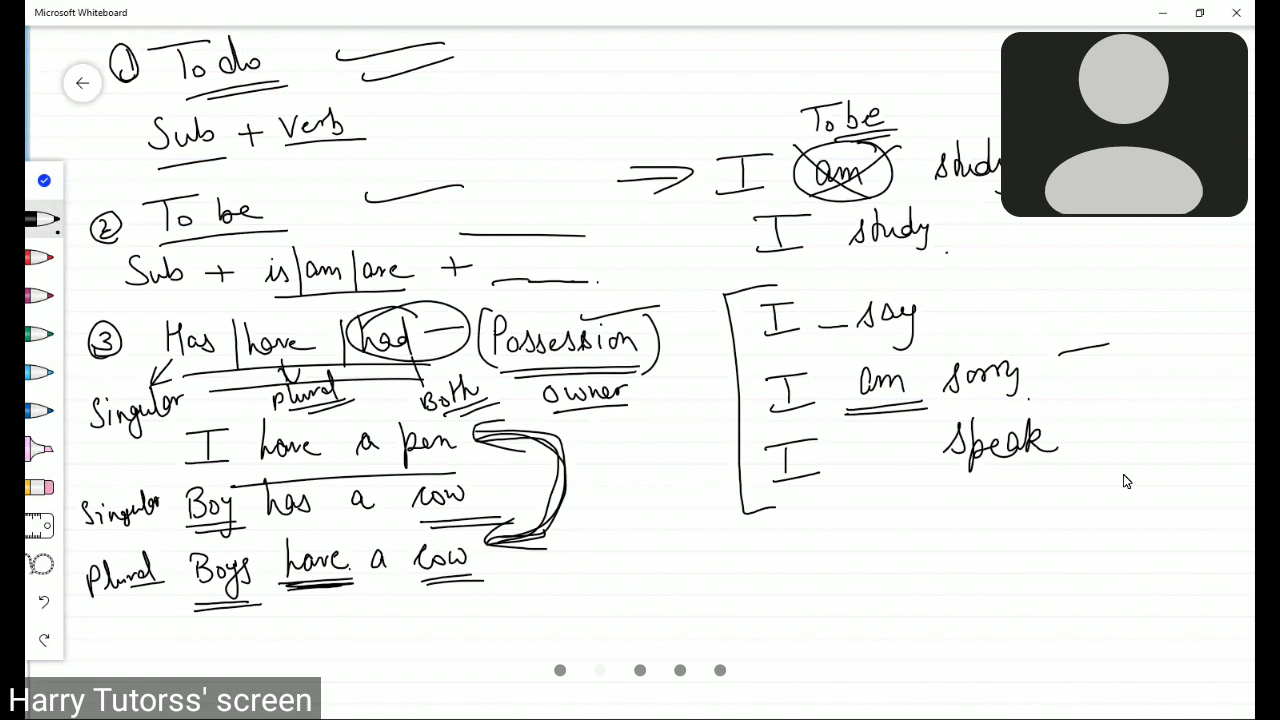 Microsoft Whiteboard
① To do
Sub + Verb
② To be
Sub + is|am|are +
③ Has|have|had — (Possession)
Singular plural Both owner
I have a pen
Singular Boy has a cow
Plural Boys have a cow
To be
⇒ I am study
I study.
I – say
I am sorry.
I speak
Harry Tutorss' screen